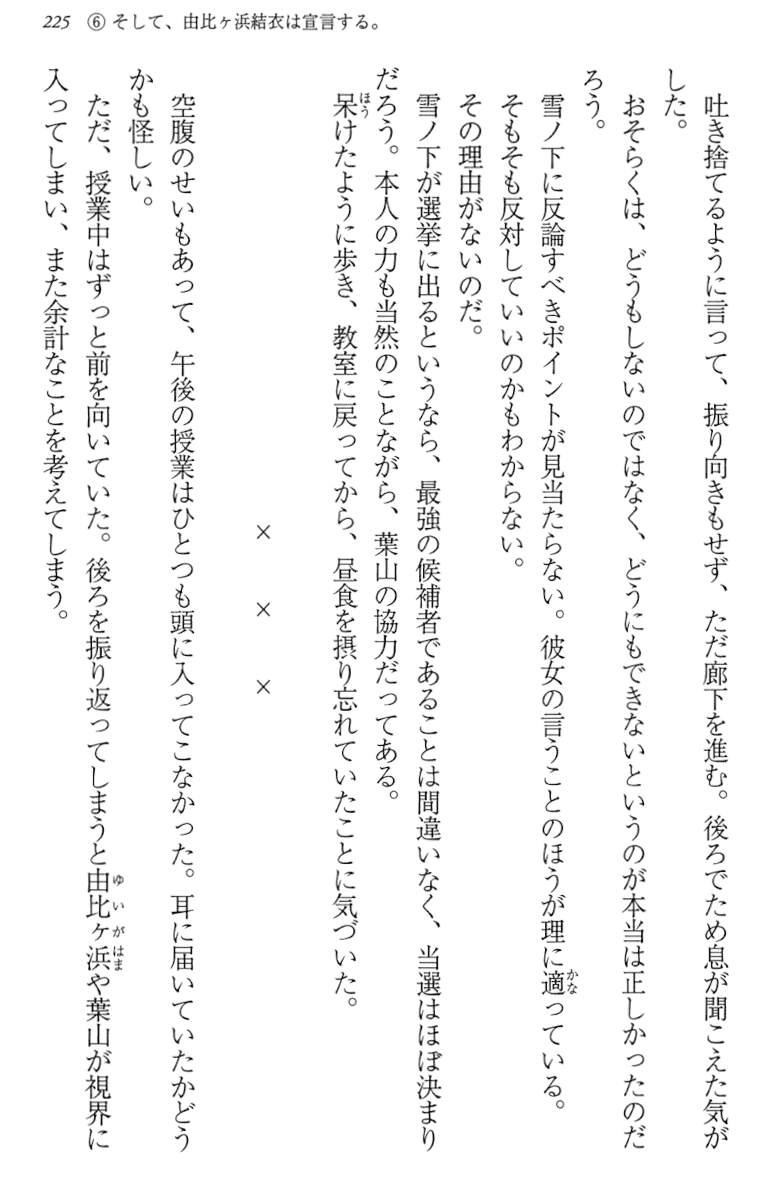 225 ⑥ そして、由比ヶ浜結衣は宣言する。
　吐き捨てるように言って、振り向きもせず、ただ廊下を進む。後ろでため息が聞こえた気が
した。
　おそらくは、どうもしないのではなく、どうにもできないというのが本当は正しかったのだ
ろう。
　雪ノ下に反論すべきポイントが見当たらない。彼女の言うことのほうが理に適っている。
　そもそも反対していいのかもわからない。
　その理由がないのだ。
　雪ノ下が選挙に出るというなら、最強の候補者であることは間違いなく、当選はほぼ決まり
だろう。本人の力も当然のことながら、葉山の協力だってある。
　呆けたように歩き、教室に戻ってから、昼食を摂り忘れていたことに気づいた。
×　×　×
　空腹のせいもあって、午後の授業はひとつも頭に入ってこなかった。耳に届いていたかどう
かも怪しい。
　ただ、授業中はずっと前を向いていた。後ろを振り返ってしまうと由比ヶ浜や葉山が視界に
入ってしまい、また余計なことを考えてしまう。